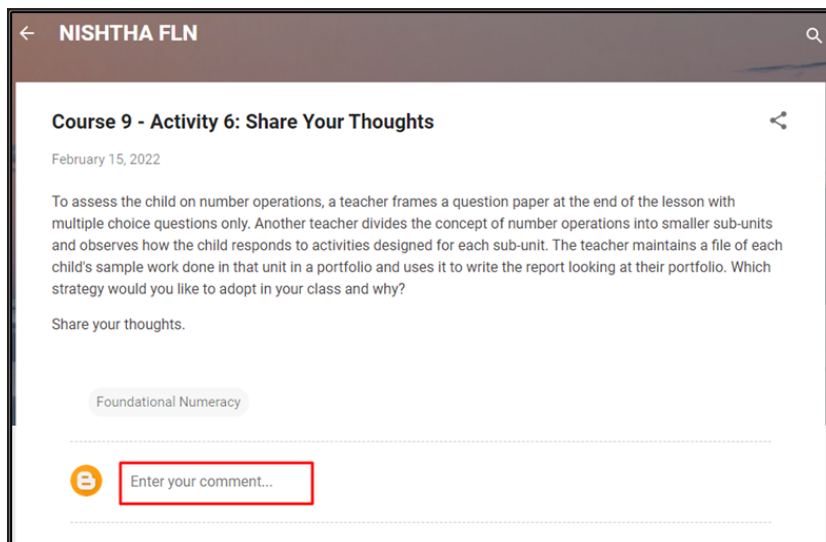 NISHTHA FLN
Course 9 - Activity 6: Share Your Thoughts
February 15, 2022
To assess the child on number operations, a teacher frames a question paper at the end of the lesson with
multiple choice questions only. Another teacher divides the concept of number operations into smaller sub-units
and observes how the child responds to activities designed for each sub-unit. The teacher maintains a file of each
child's sample work done in that unit in a portfolio and uses it to write the report looking at their portfolio. Which
strategy would you like to adopt in your class and why?
Share your thoughts.
Foundational Numeracy
Enter your comment...